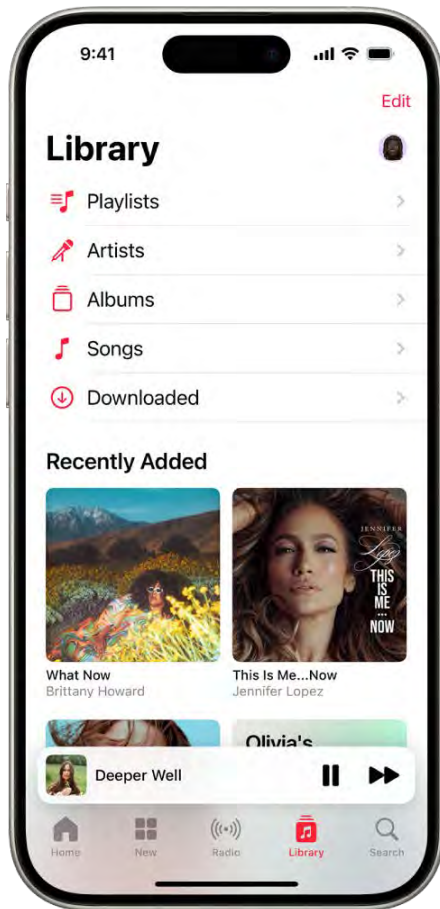 9:41
Edit
Library
Playlists
Artists
Albums
Songs
Downloaded
Recently Added
JENNIFER
Lopez
THIS
IS
ME
...
NOW
What Now
Brittany Howard
This Is Me...Now
Jennifer Lopez
Olivia's
Deeper Well
Home
New
Radio
Library
Search